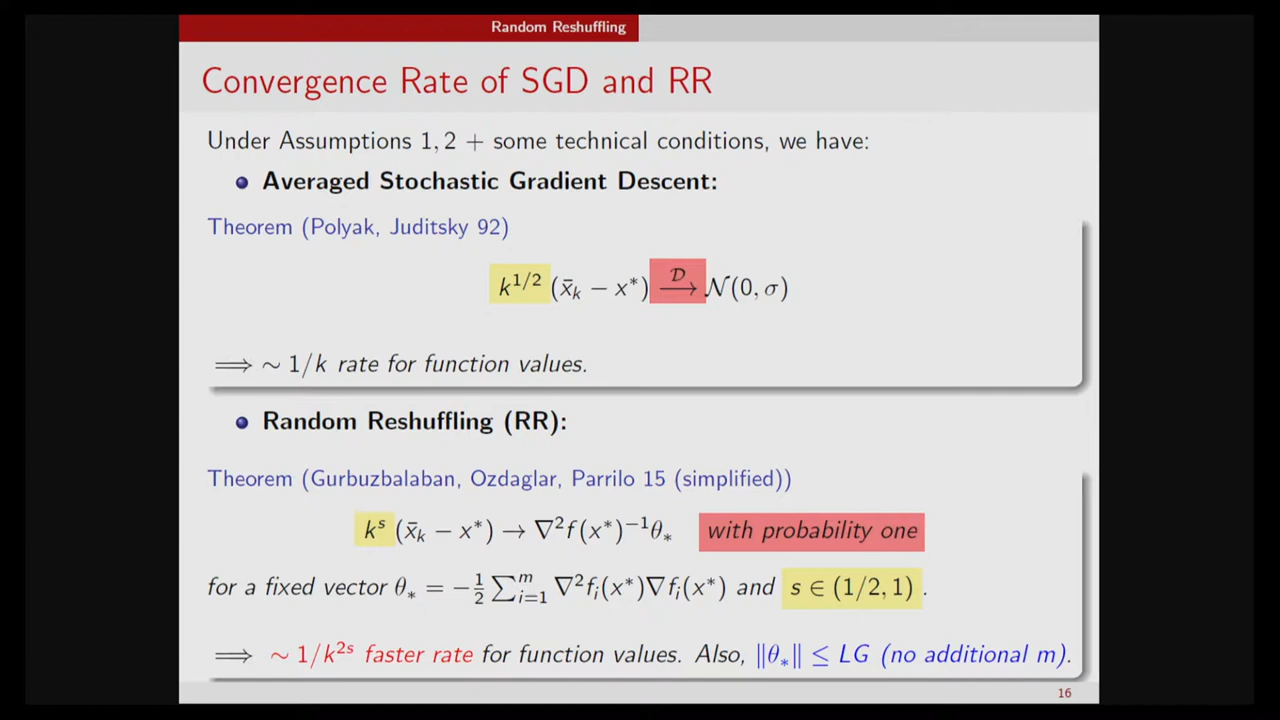 Random Reshuffling
Convergence Rate of SGD and RR
Under Assumptions 1, 2 + some technical conditions, we have:
Averaged Stochastic Gradient Descent:
Theorem (Polyak, Juditsky 92)
k^{1/2}(x̄_k − x*) →^𝒟 𝒩(0, σ)
⟹ ∼ 1/k rate for function values.
Random Reshuffling (RR):
Theorem (Gurbuzbalaban, Ozdaglar, Parrilo 15 (simplified))
k^s(x̄_k − x*) → ∇²f(x*)^{−1}θ_* with probability one
for a fixed vector θ_* = −½ ∑_{i=1}^m ∇²f_i(x*)∇f_i(x*) and s ∈ (1/2, 1).
⟹ ∼ 1/k^{2s} faster rate for function values. Also, ‖θ_*‖ ≤ LG (no additional m).
16